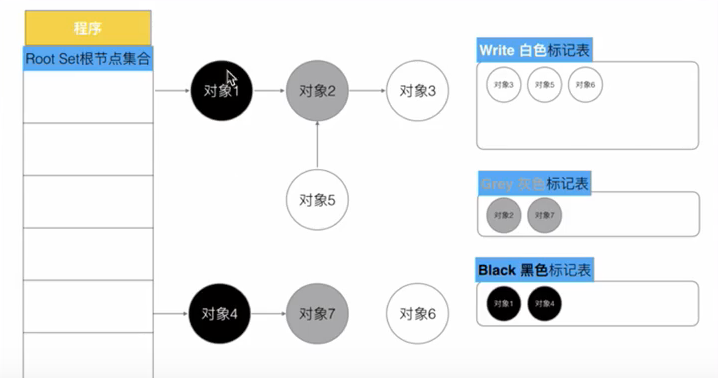 程序
Root Set根节点集合
对象1
对象2
对象3
对象5
对象4
对象7
对象6
Write 白色标记表
对象3
对象5
对象6
Grey 灰色标记表
对象2
对象7
Black 黑色标记表
对象1
对象4